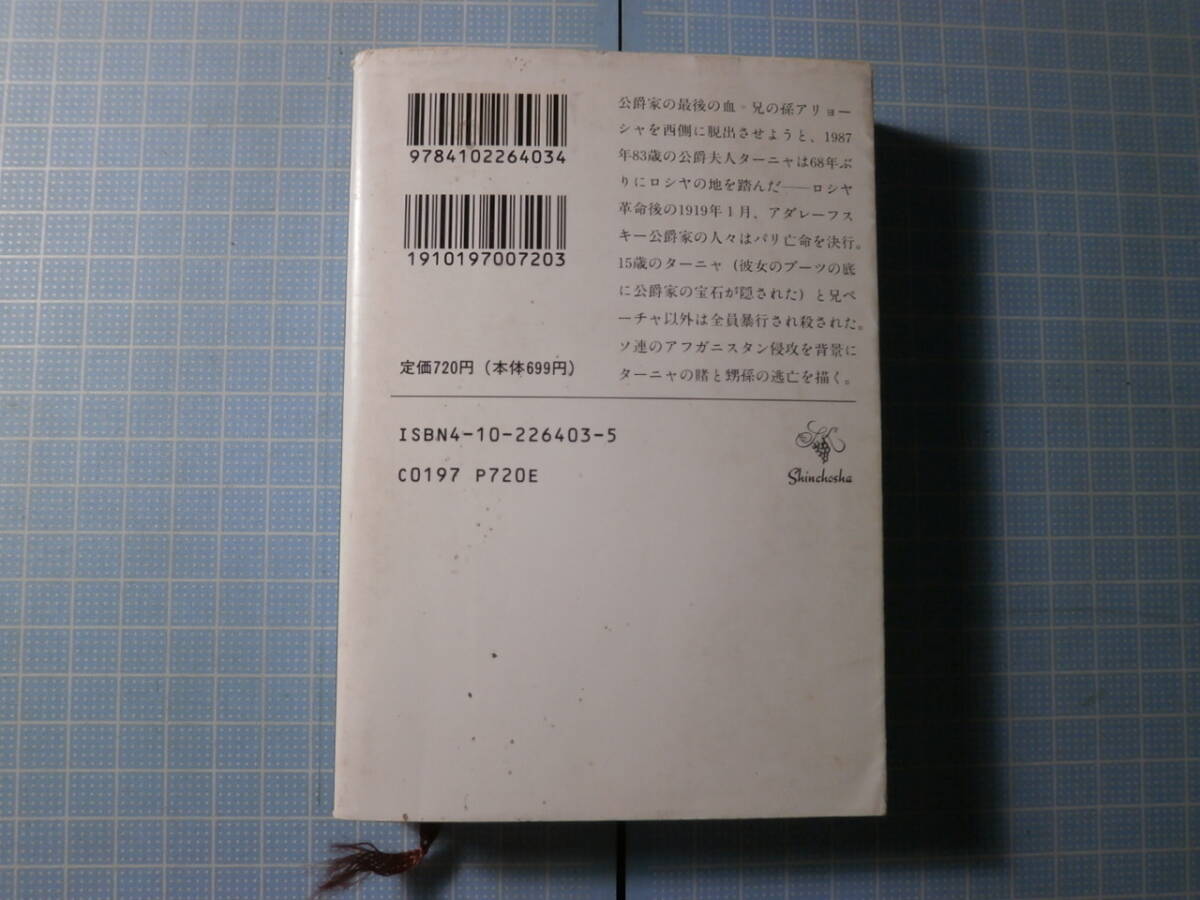 9784102264034
1910197007203
定価720円（本体699円）
公爵家の最後の血・兄の孫アリョー
シャを西側に脱出させようと、1987
年83歳の公爵夫人ターニャは68年ぶ
りにロシヤの地を踏んだ——ロシヤ
革命後の1919年1月、アダレーフス
キー公爵家の人々はパリ亡命を決行。
15歳のターニャ（彼女のブーツの底
に公爵家の宝石が隠された）と兄ペ
ーチャ以外は全員暴行され殺された。
ソ連のアフガニスタン侵攻を背景に
ターニャの賭と甥孫の逃亡を描く。
ISBN4-10-226403-5
C0197 P720E
Shinchosha